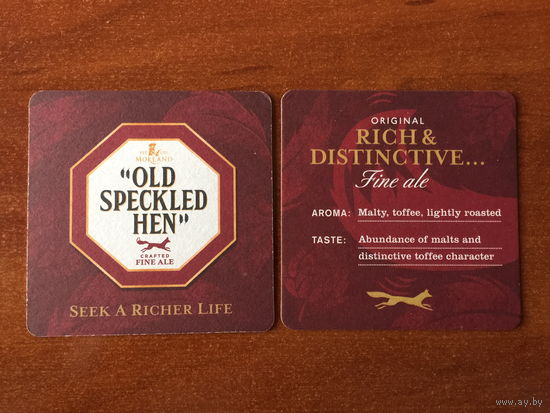 MORLAND
"OLD
SPECKLED
HEN"
CRAFTED
FINE ALE
SEEK A RICHER LIFE
ORIGINAL
RICH &
DISTINCTIVE...
Fine ale
AROMA: Malty, toffee, lightly roasted
TASTE: Abundance of malts and
distinctive toffee character
www.ay.by